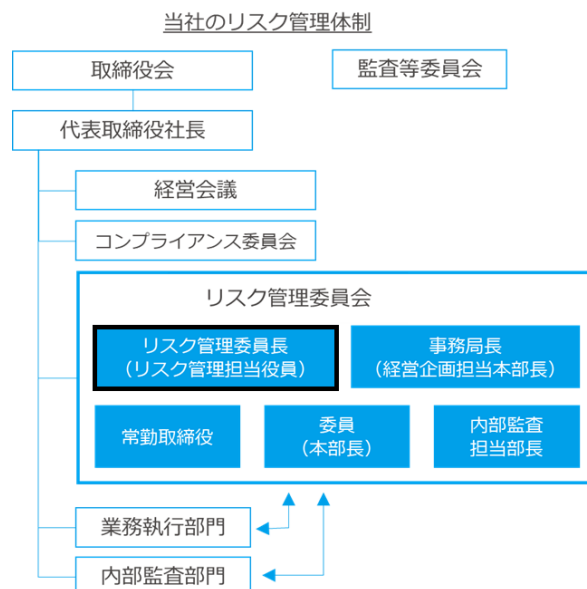 当社のリスク管理体制
取締役会
監査等委員会
代表取締役社長
経営会議
コンプライアンス委員会
リスク管理委員会
リスク管理委員長
（リスク管理担当役員）
事務局長
（経営企画担当本部長）
常勤取締役
委員
（本部長）
内部監査
担当部長
業務執行部門
内部監査部門